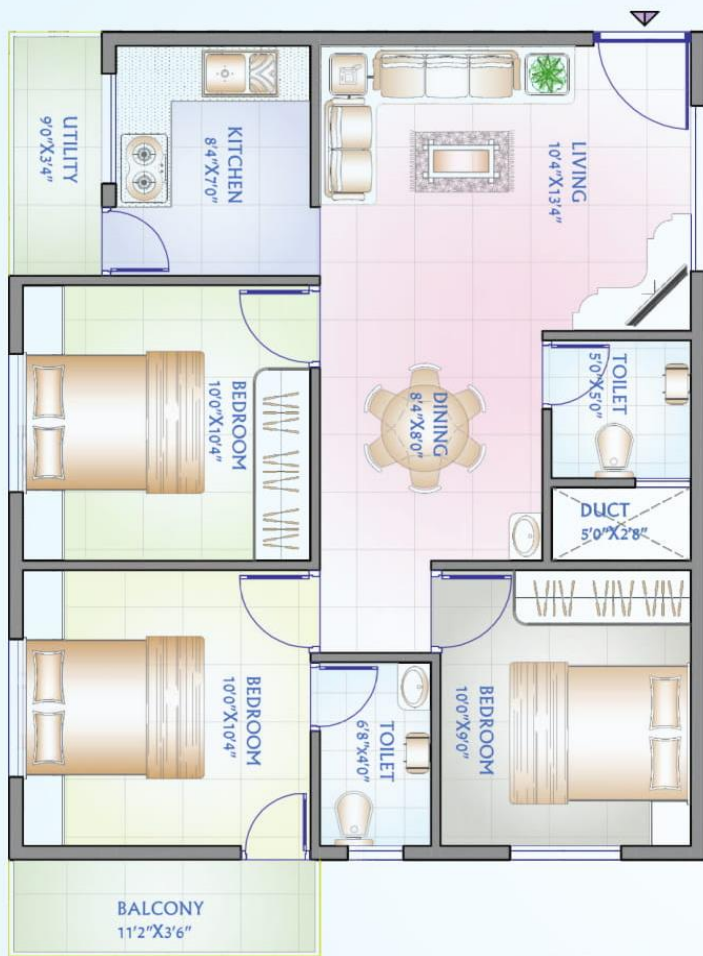 UTILITY
9'0"X3'4"
KITCHEN
8'4"X7'0"
LIVING
10'4"X13'4"
BEDROOM
10'0"X10'4"
DINING
8'4"X8'0"
TOILET
5'0"X5'0"
DUCT
5'0"X2'8"
BEDROOM
10'0"X10'4"
TOILET
6'8"x4'0"
BEDROOM
10'0"X9'0"
BALCONY
11'2"X3'6"